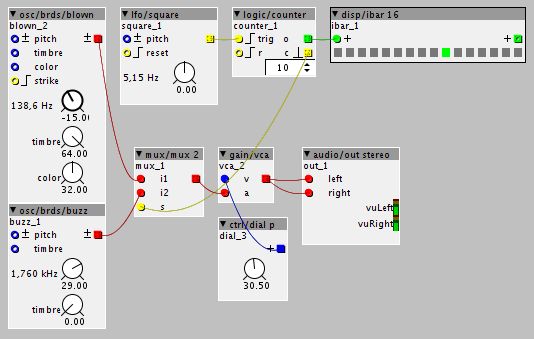 osc/brds/blown
blown_2
± pitch ±
timbre
color
strike
138,6 Hz
-15.00
timbre
64.00
color
32.00
lfo/square
square_1
± pitch
reset
5,15 Hz
0.00
logic/counter
counter_1
trig o
r c
10
disp/ibar 16
ibar_1
+ +
mux/mux 2
mux_1
i1
i2
s
gain/vca
vca_2
v
a
audio/out stereo
out_1
left
right
vuLeft
vuRight
osc/brds/buzz
buzz_1
± pitch ±
timbre
1,760 kHz
29.00
timbre
0.00
ctrl/dial p
dial_3
+
30.50